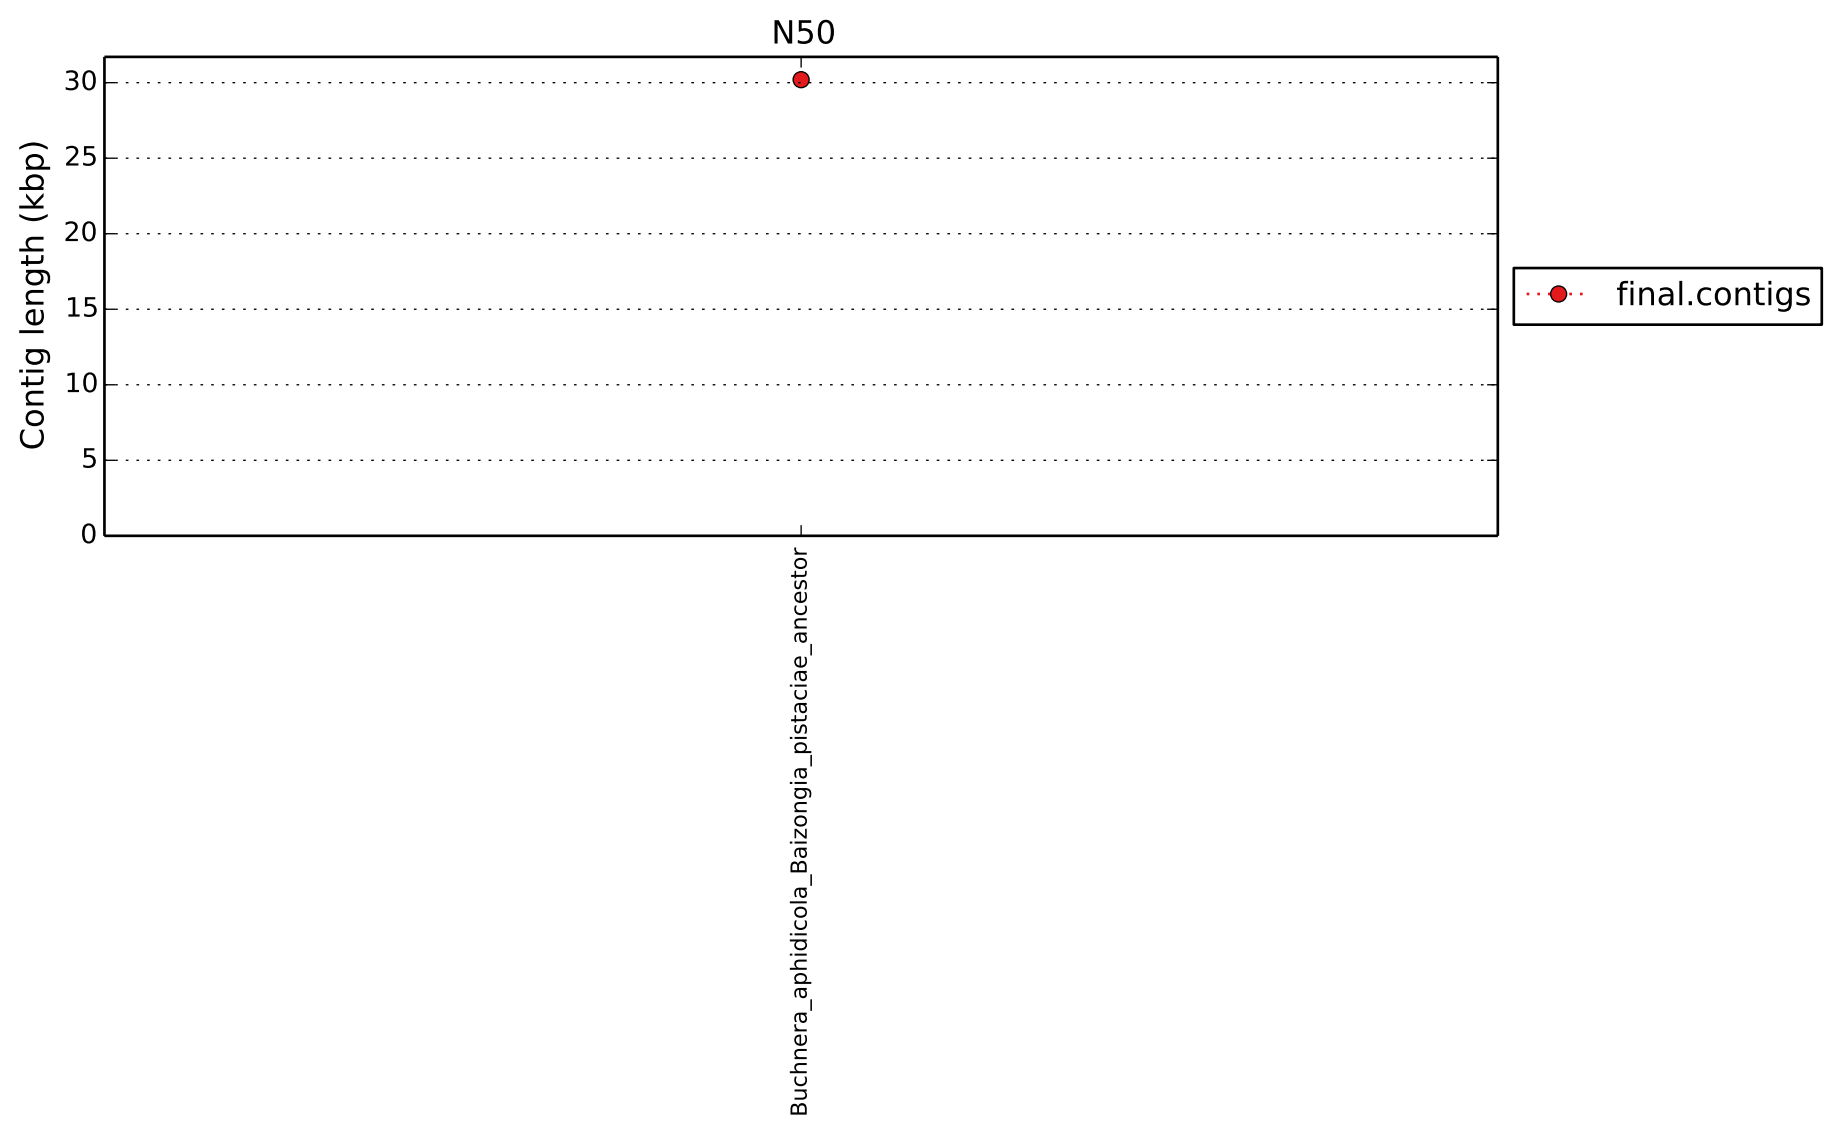 N50
Contig length (kbp)
30
25
20
15
10
5
0
final.contigs
Buchnera_aphidicola_Baizongia_pistaciae_ancestor